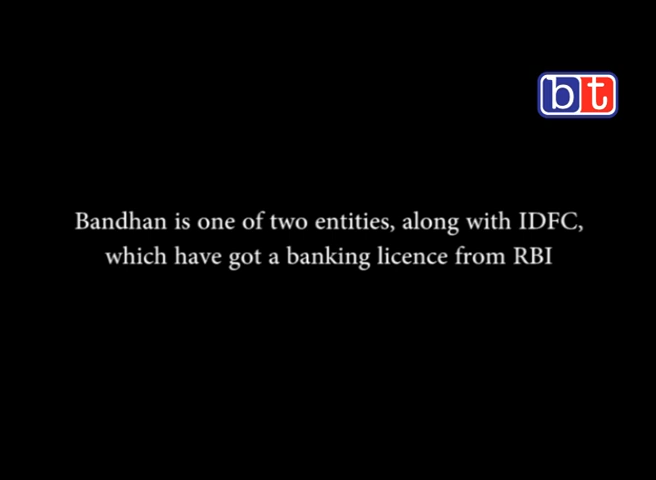 bt
Bandhan is one of two entities, along with IDFC,
which have got a banking licence from RBI